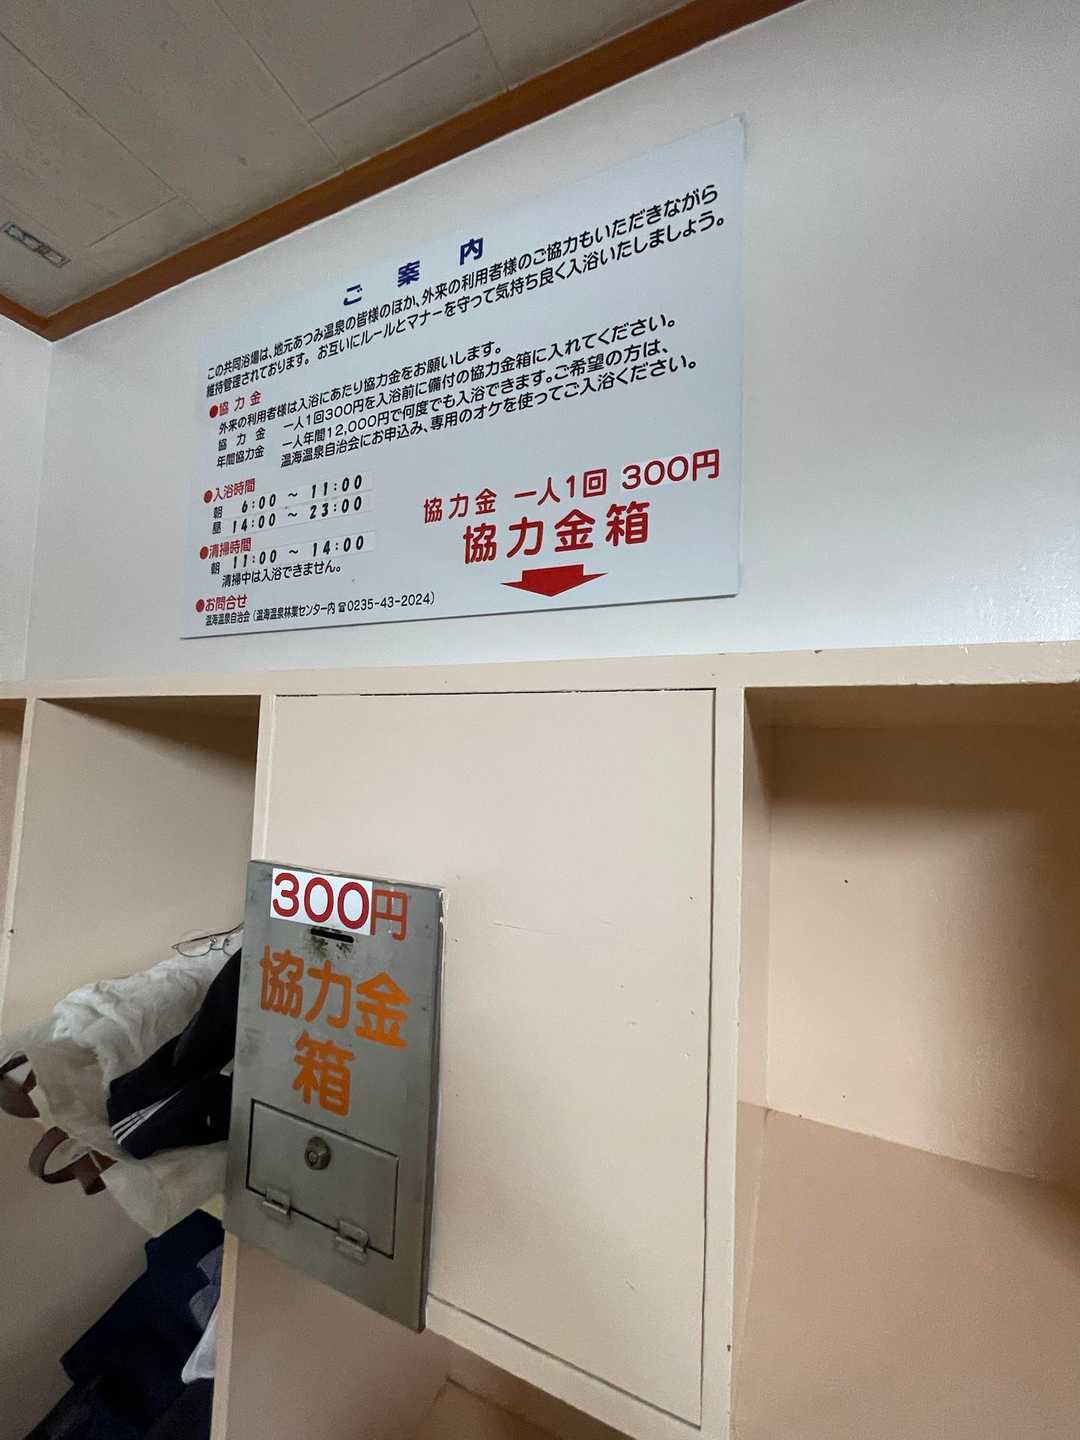 ご案内
この共同浴場は、地元あつみ温泉の皆様のほか、外来の利用者様のご協力もいただきながら
維持管理されております。 お互いにルールとマナーを守って気持ち良く入浴いたしましょう。
●協力金
外来の利用者様は入浴にあたり協力金をお願いします。
協力金 一人1回300円を入浴前に備付の協力金箱に入れてください。
年間協力金 一人年間12,000円で何度でも入浴できます。ご希望の方は、
温海温泉自治会にお申込み、専用のオケを使ってご入浴ください。
●入浴時間
朝 6:00 ～ 11:00
昼 14:00 ～ 23:00
●清掃時間
朝 11:00 ～ 14:00
清掃中は入浴できません。
●お問合せ
温海温泉自治会（温海温泉林業センター内 ☎0235-43-2024）
協力金 一人1回 300円
協力金箱
300円
協力金
箱